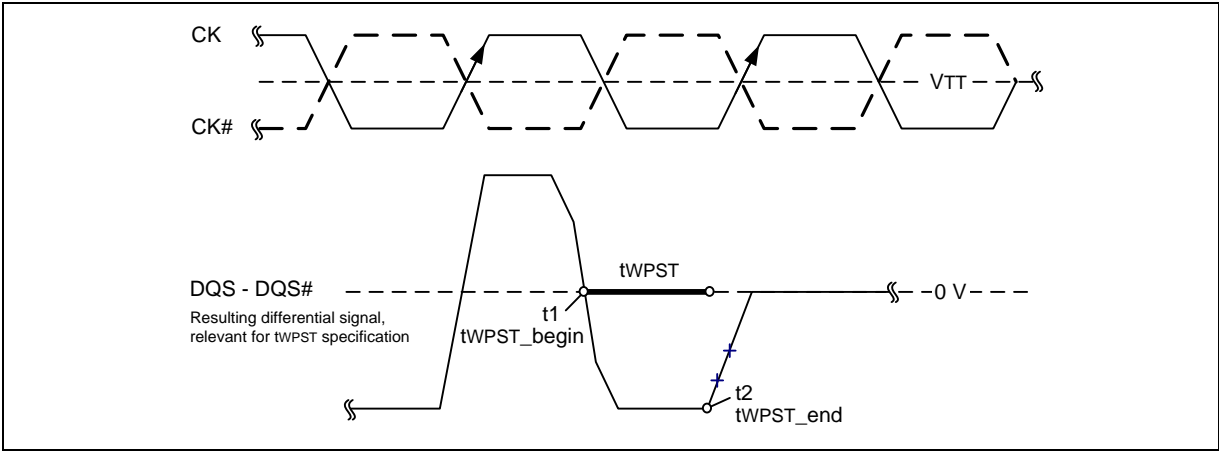 CK
VTT
CK#
tWPST
DQS - DQS#
0 V
Resulting differential signal,
relevant for tWPST specification
t1
tWPST_begin
t2
tWPST_end